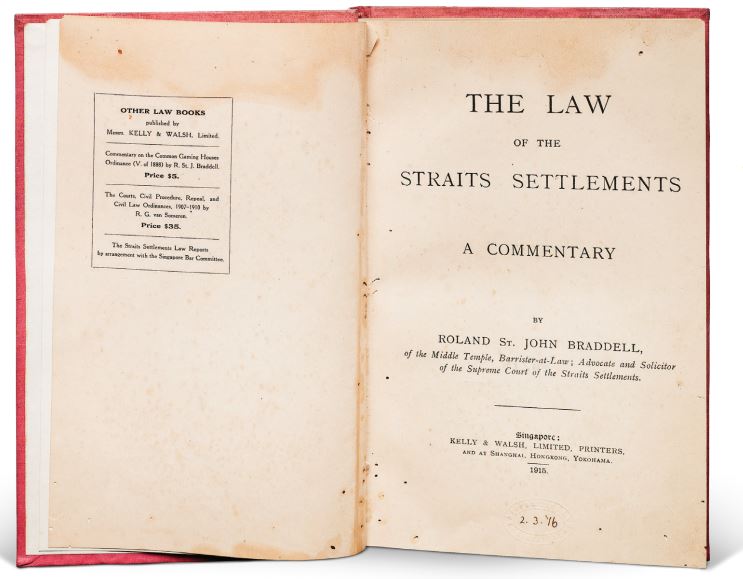 OTHER LAW BOOKS
published by
Messrs. KELLY & WALSH, Limited.
Commentary on the Common Gaming Houses
Ordinance (V. of 1888) by R. St. J. Braddell.
Price $5.
The Courts, Civil Procedure, Repeal, and
Civil Law Ordinances, 1907–1910 by
R. G. van Someren.
Price $35.
The Straits Settlements Law Reports
by arrangement with the Singapore Bar Committee.
THE LAW
OF THE
STRAITS SETTLEMENTS
A COMMENTARY
BY
ROLAND ST. JOHN BRADDELL,
of the Middle Temple, Barrister-at-Law; Advocate and Solicitor
of the Supreme Court of the Straits Settlements.
Singapore:
KELLY & WALSH, LIMITED, PRINTERS,
AND AT SHANGHAI, HONGKONG, YOKOHAMA.
1915.
2.3.'16